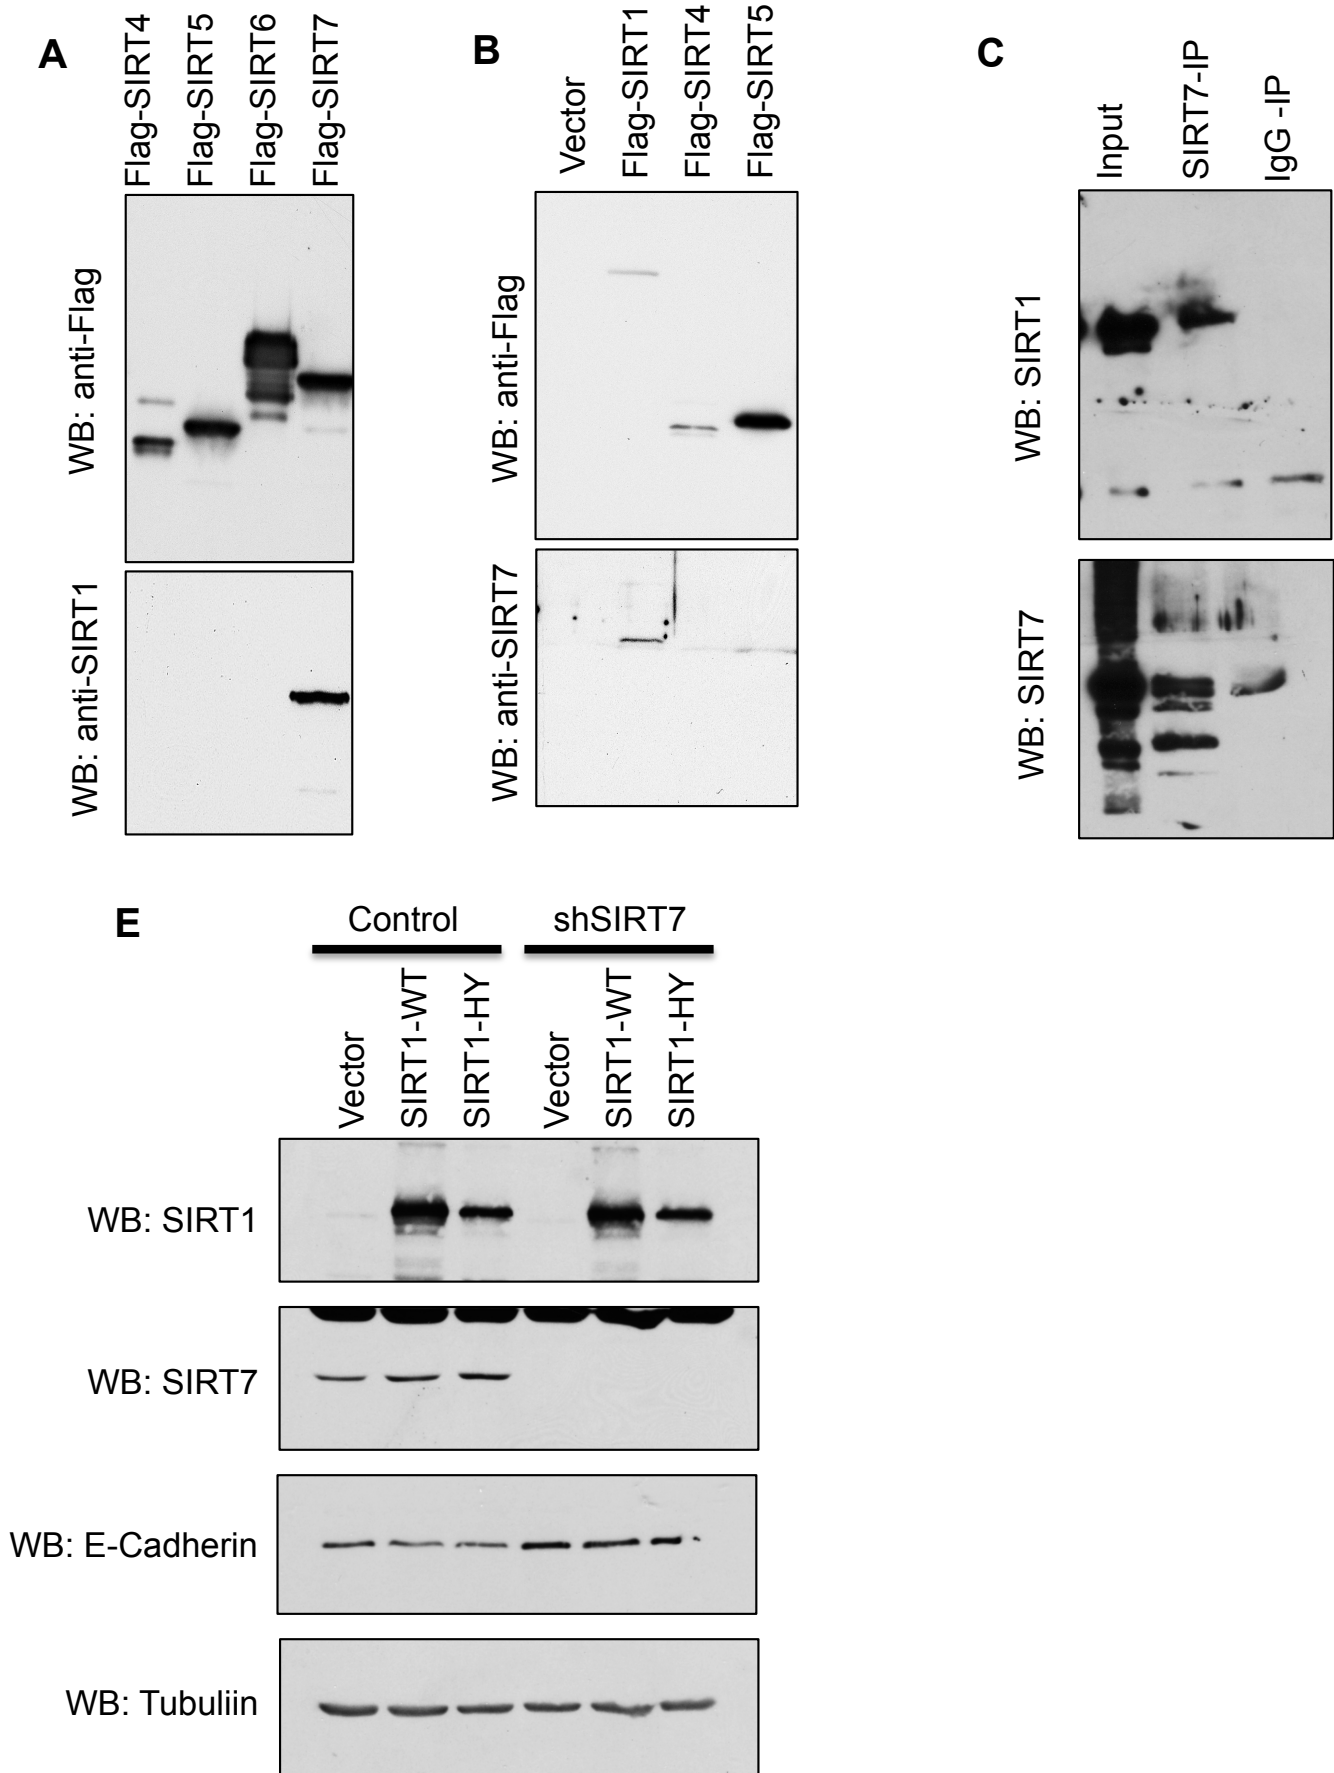 A
Flag-SIRT4
Flag-SIRT5
Flag-SIRT6
Flag-SIRT7
WB: anti-Flag
WB: anti-SIRT1
B
Vector
Flag-SIRT1
Flag-SIRT4
Flag-SIRT5
WB: anti-Flag
WB: anti-SIRT7
C
Input
SIRT7-IP
IgG -IP
WB: SIRT1
WB: SIRT7
E
Control
shSIRT7
Vector
SIRT1-WT
SIRT1-HY
Vector
SIRT1-WT
SIRT1-HY
WB: SIRT1
WB: SIRT7
WB: E-Cadherin
WB: Tubuliin